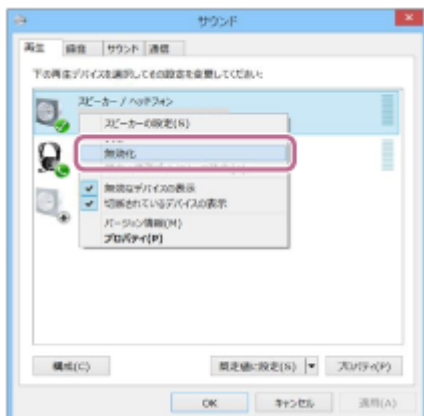 サウンド
再生 録音 サウンド 通信
下の再生デバイスを選択してその設定を変更してください:
スピーカー / ヘッドフォン
スピーカーの設定(S)
無効化
無効なデバイスの表示
切断されているデバイスの表示
バージョン情報(M)
プロパティ(P)
構成(C) 既定値に設定(S) プロパティ(P)
OK キャンセル 適用(A)